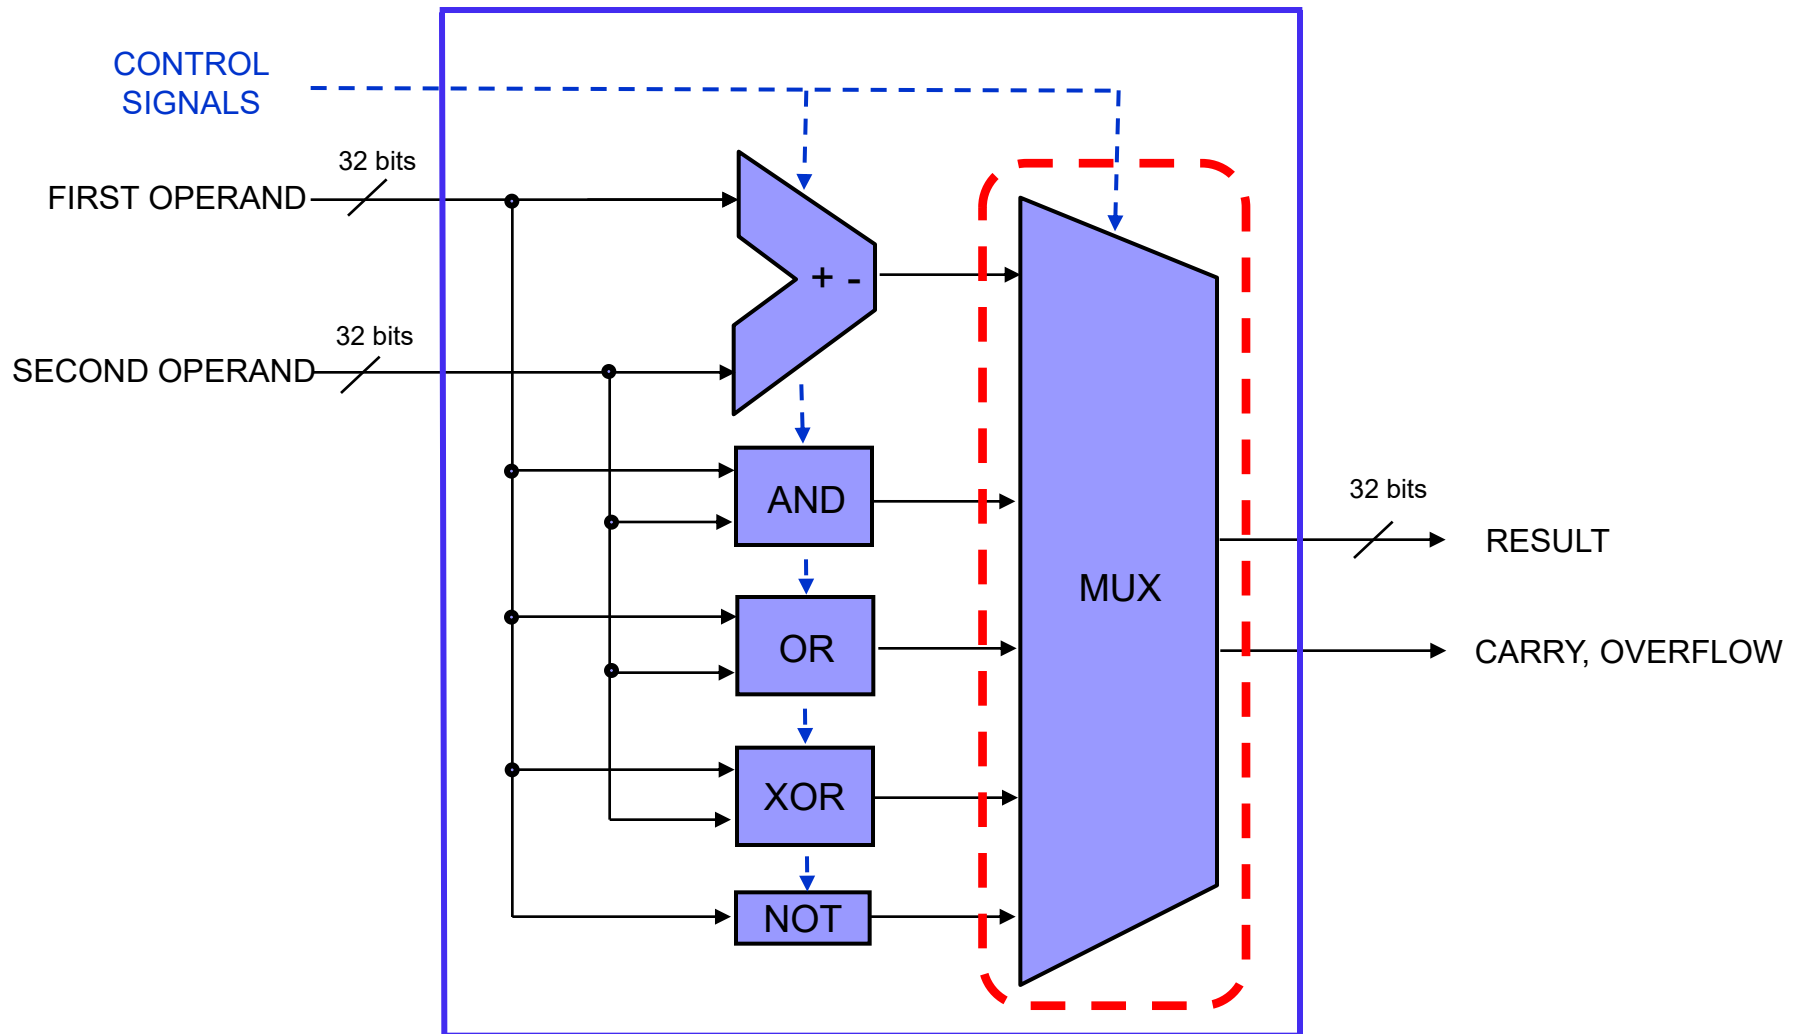 CONTROL
SIGNALS
32 bits
FIRST OPERAND
+ -
32 bits
SECOND OPERAND
AND
32 bits
RESULT
MUX
OR
CARRY, OVERFLOW
XOR
NOT